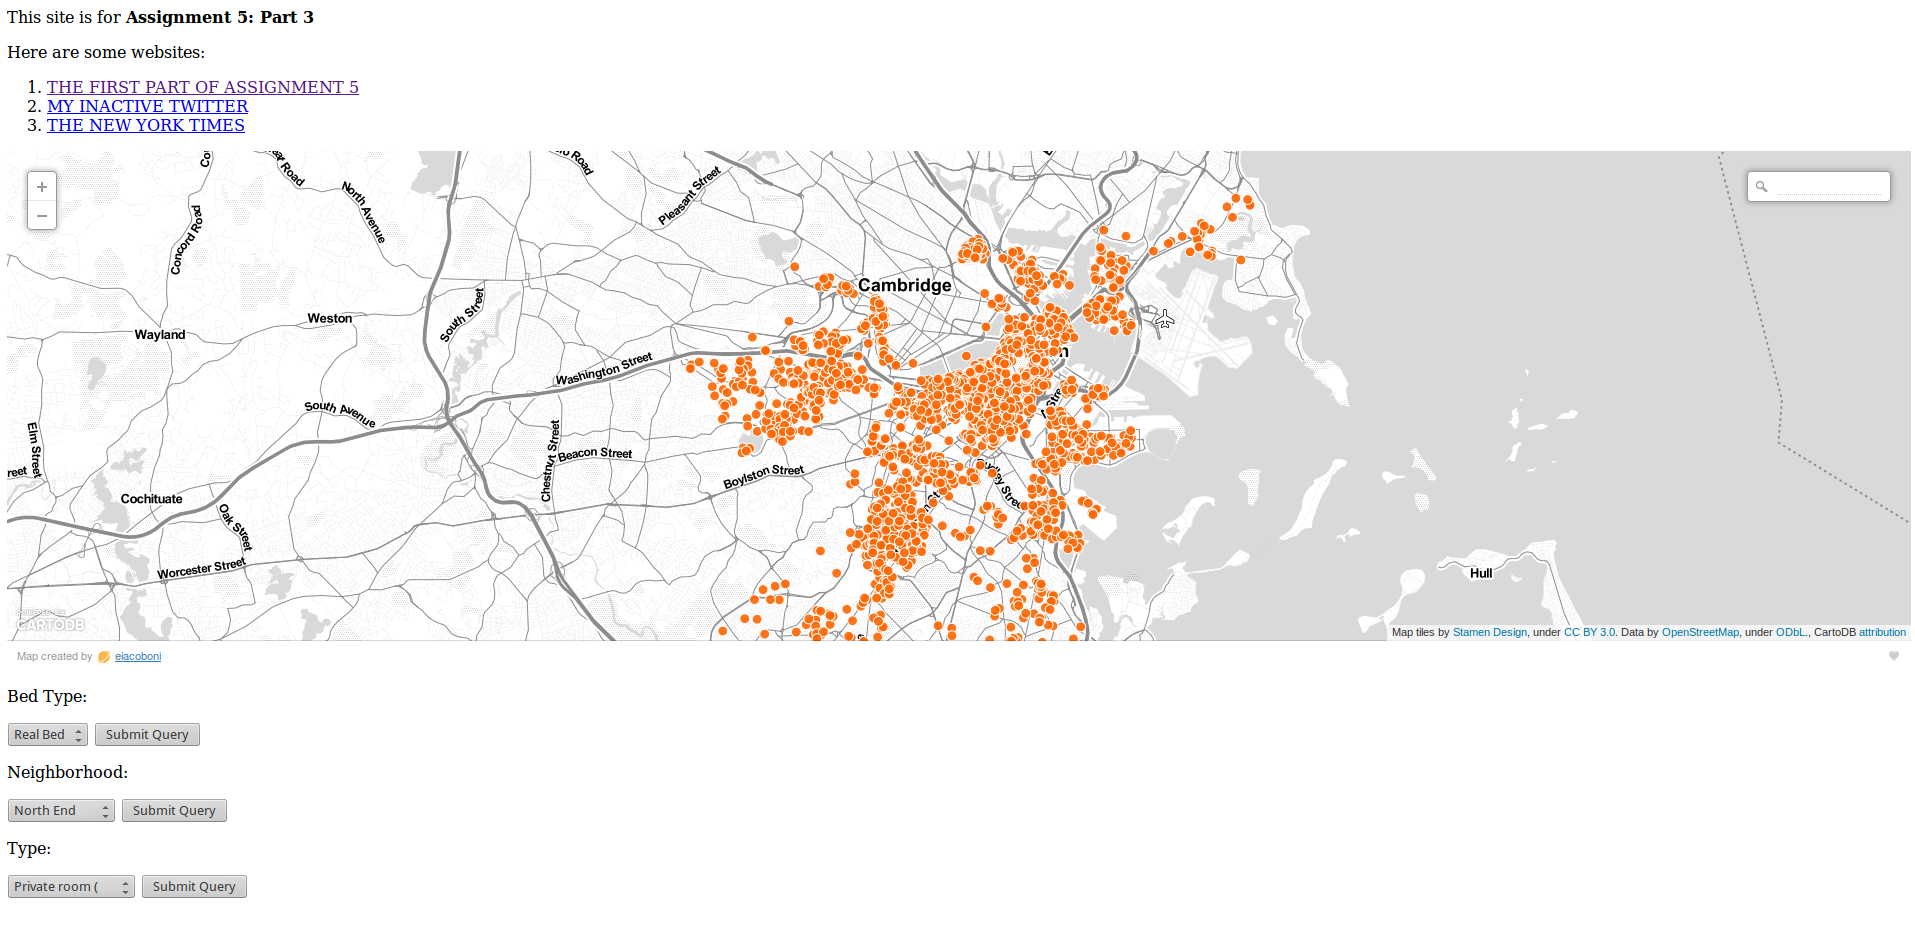 This site is for Assignment 5: Part 3
Here are some websites:
1. THE FIRST PART OF ASSIGNMENT 5
2. MY INACTIVE TWITTER
3. THE NEW YORK TIMES
+
−
Concord Road
North Avenue
Pleasant Street
Cambridge
Weston
South Street
Wayland
Washington Street
South Avenue
Elm Street
Chestnut Street
Beacon Street
Boylston Street
Cochituate
Oak Street
Worcester Street
Hull
POWERED BY
CARTODB
Map tiles by Stamen Design, under CC BY 3.0. Data by OpenStreetMap, under ODbL., CartoDB attribution
Map created by eiacoboni
Bed Type:
Real Bed Submit Query
Neighborhood:
North End Submit Query
Type:
Private room ( Submit Query